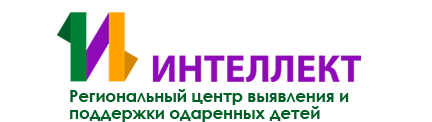 ИНТЕЛЛЕКТ
Региональный центр выявления и
поддержки одаренных детей